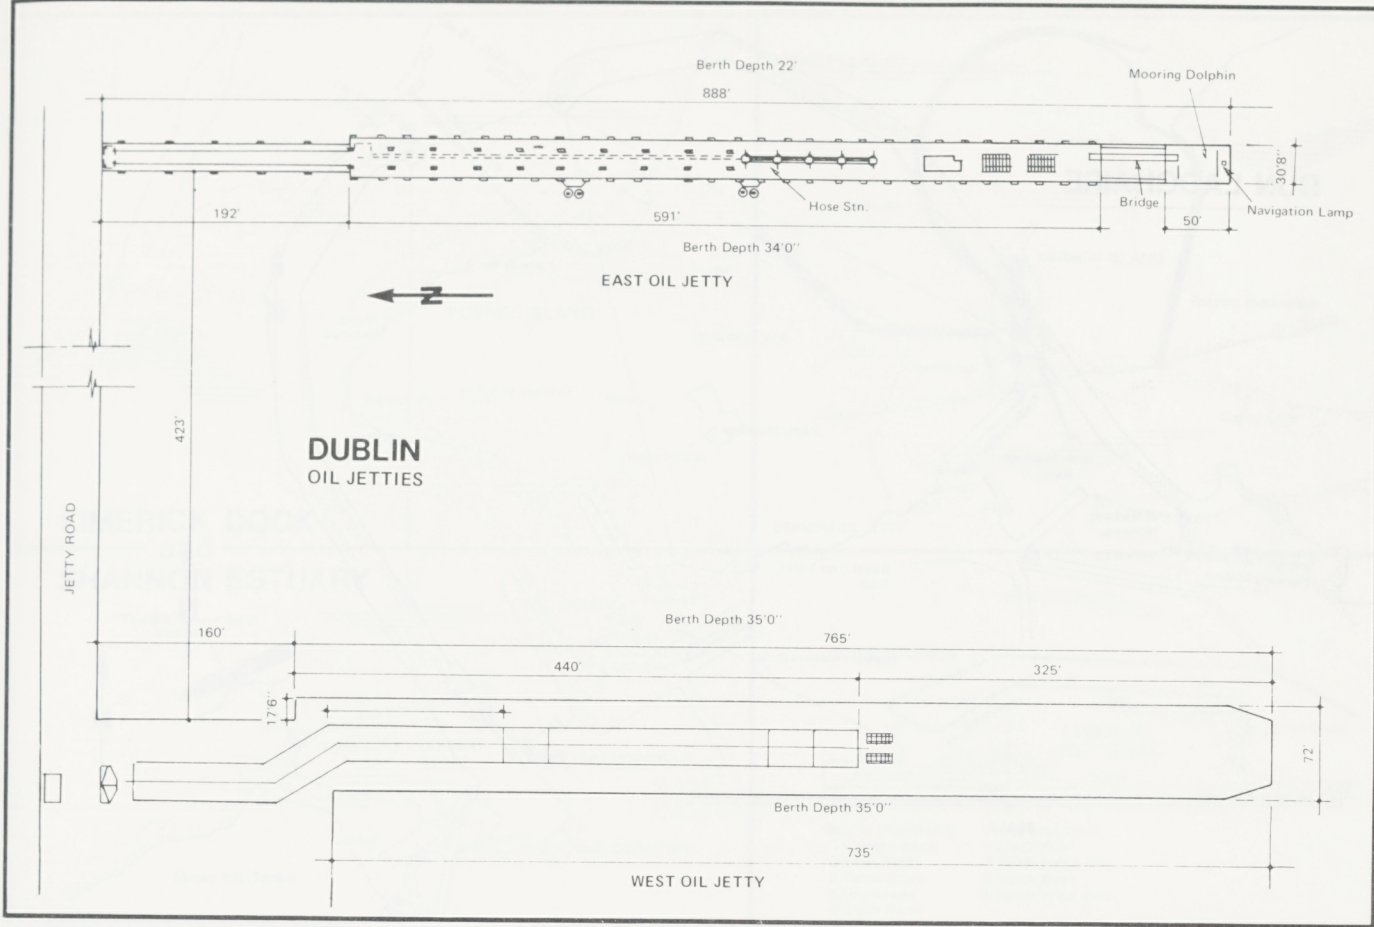 Berth Depth 22'
888'
Mooring Dolphin
30'8"
Hose Stn.
Bridge
Navigation Lamp
192'
591'
50'
Berth Depth 34'0''
EAST OIL JETTY
N
423'
DUBLIN
OIL JETTIES
JETTY ROAD
Berth Depth 35'0''
160'
765'
440'
325'
17'6''
72'
Berth Depth 35'0''
735'
WEST OIL JETTY